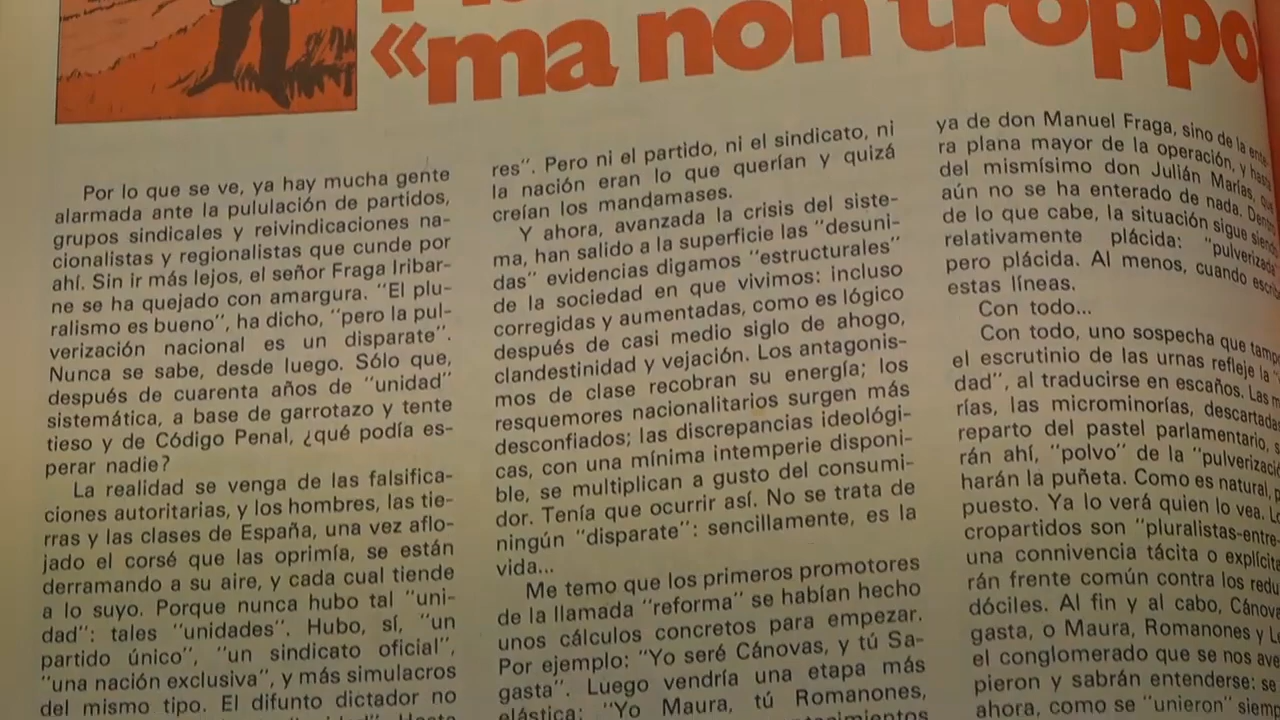 «ma non troppo
Por lo que se ve, ya hay mucha gente
alarmada ante la pululación de partidos,
grupos sindicales y reivindicaciones na-
cionalistas y regionalistas que cunde por
ahí. Sin ir más lejos, el señor Fraga Iribar-
ne se ha quejado con amargura. "El plu-
ralismo es bueno", ha dicho, "pero la pul-
verización nacional es un disparate".
Nunca se sabe, desde luego. Sólo que,
después de cuarenta años de "unidad"
sistemática, a base de garrotazo y tente
tieso y de Código Penal, ¿qué podía es-
perar nadie?
La realidad se venga de las falsifica-
ciones autoritarias, y los hombres, las tie-
rras y las clases de España, una vez aflo-
jado el corsé que las oprimía, se están
derramando a su aire, y cada cual tiende
a lo suyo. Porque nunca hubo tal "uni-
dad": tales "unidades". Hubo, sí, "un
partido único", "un sindicato oficial",
"una nación exclusiva", y más simulacros
del mismo tipo. El difunto dictador no
res". Pero ni el partido, ni el sindicato, ni
la nación eran lo que querían y quizá
creían los mandamases.
Y ahora, avanzada la crisis del siste-
ma, han salido a la superficie las "desuni-
das" evidencias digamos "estructurales"
de la sociedad en que vivimos: incluso
corregidas y aumentadas, como es lógico
después de casi medio siglo de ahogo,
clandestinidad y vejación. Los antagonis-
mos de clase recobran su energía; los
resquemores nacionalitarios surgen más
desconfiados; las discrepancias ideológi-
cas, con una mínima intemperie disponi-
ble, se multiplican a gusto del consumi-
dor. Tenía que ocurrir así. No se trata de
ningún "disparate": sencillamente, es la
vida...
Me temo que los primeros promotores
de la llamada "reforma" se habían hecho
unos cálculos concretos para empezar.
Por ejemplo: "Yo seré Cánovas, y tú Sa-
gasta". Luego vendría una etapa más
elástica: "Yo Maura, tú Romanones,
ya de don Manuel Fraga, sino de la ente-
ra plana mayor de la operación, y hasta
del mismísimo don Julián Marías, que
aún no se ha enterado de nada. Dentro
de lo que cabe, la situación sigue siendo
relativamente plácida: "pulverizada",
pero plácida. Al menos, cuando escribo
estas líneas.
Con todo...
Con todo, uno sospecha que
el escrutinio de las urnas refleje la
dad", al traducirse en escaños. Las
rías, las microminorías, descartadas
reparto del pastel parlamentario,
rán ahí, "polvo" de la
harán la puñeta. Como es natural,
puesto. Ya lo verá quien lo vea.
cropartidos son "pluralistas-entre-
una connivencia tácita o explícita
rán frente común contra los
dóciles. Al fin y al cabo,
gasta, o Maura, Romanones y
el conglomerado que se nos
pieron y sabrán entenderse:
ahora, como se "unieron"